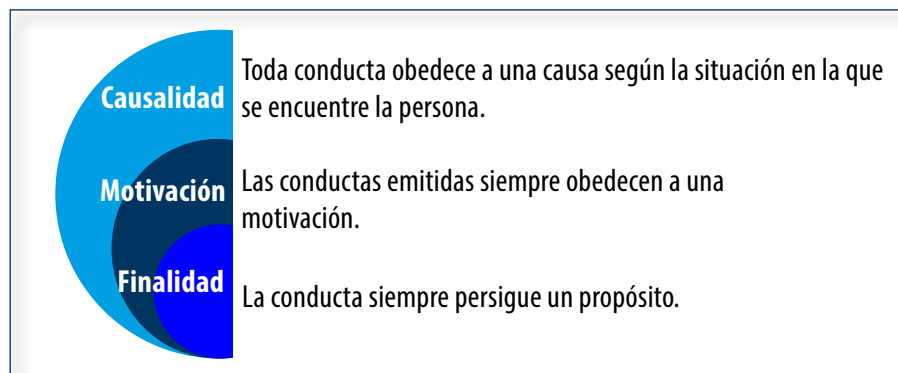 Causalidad
Toda conducta obedece a una causa según la situación en la que
se encuentre la persona.
Motivación
Las conductas emitidas siempre obedecen a una
motivación.
Finalidad
La conducta siempre persigue un propósito.